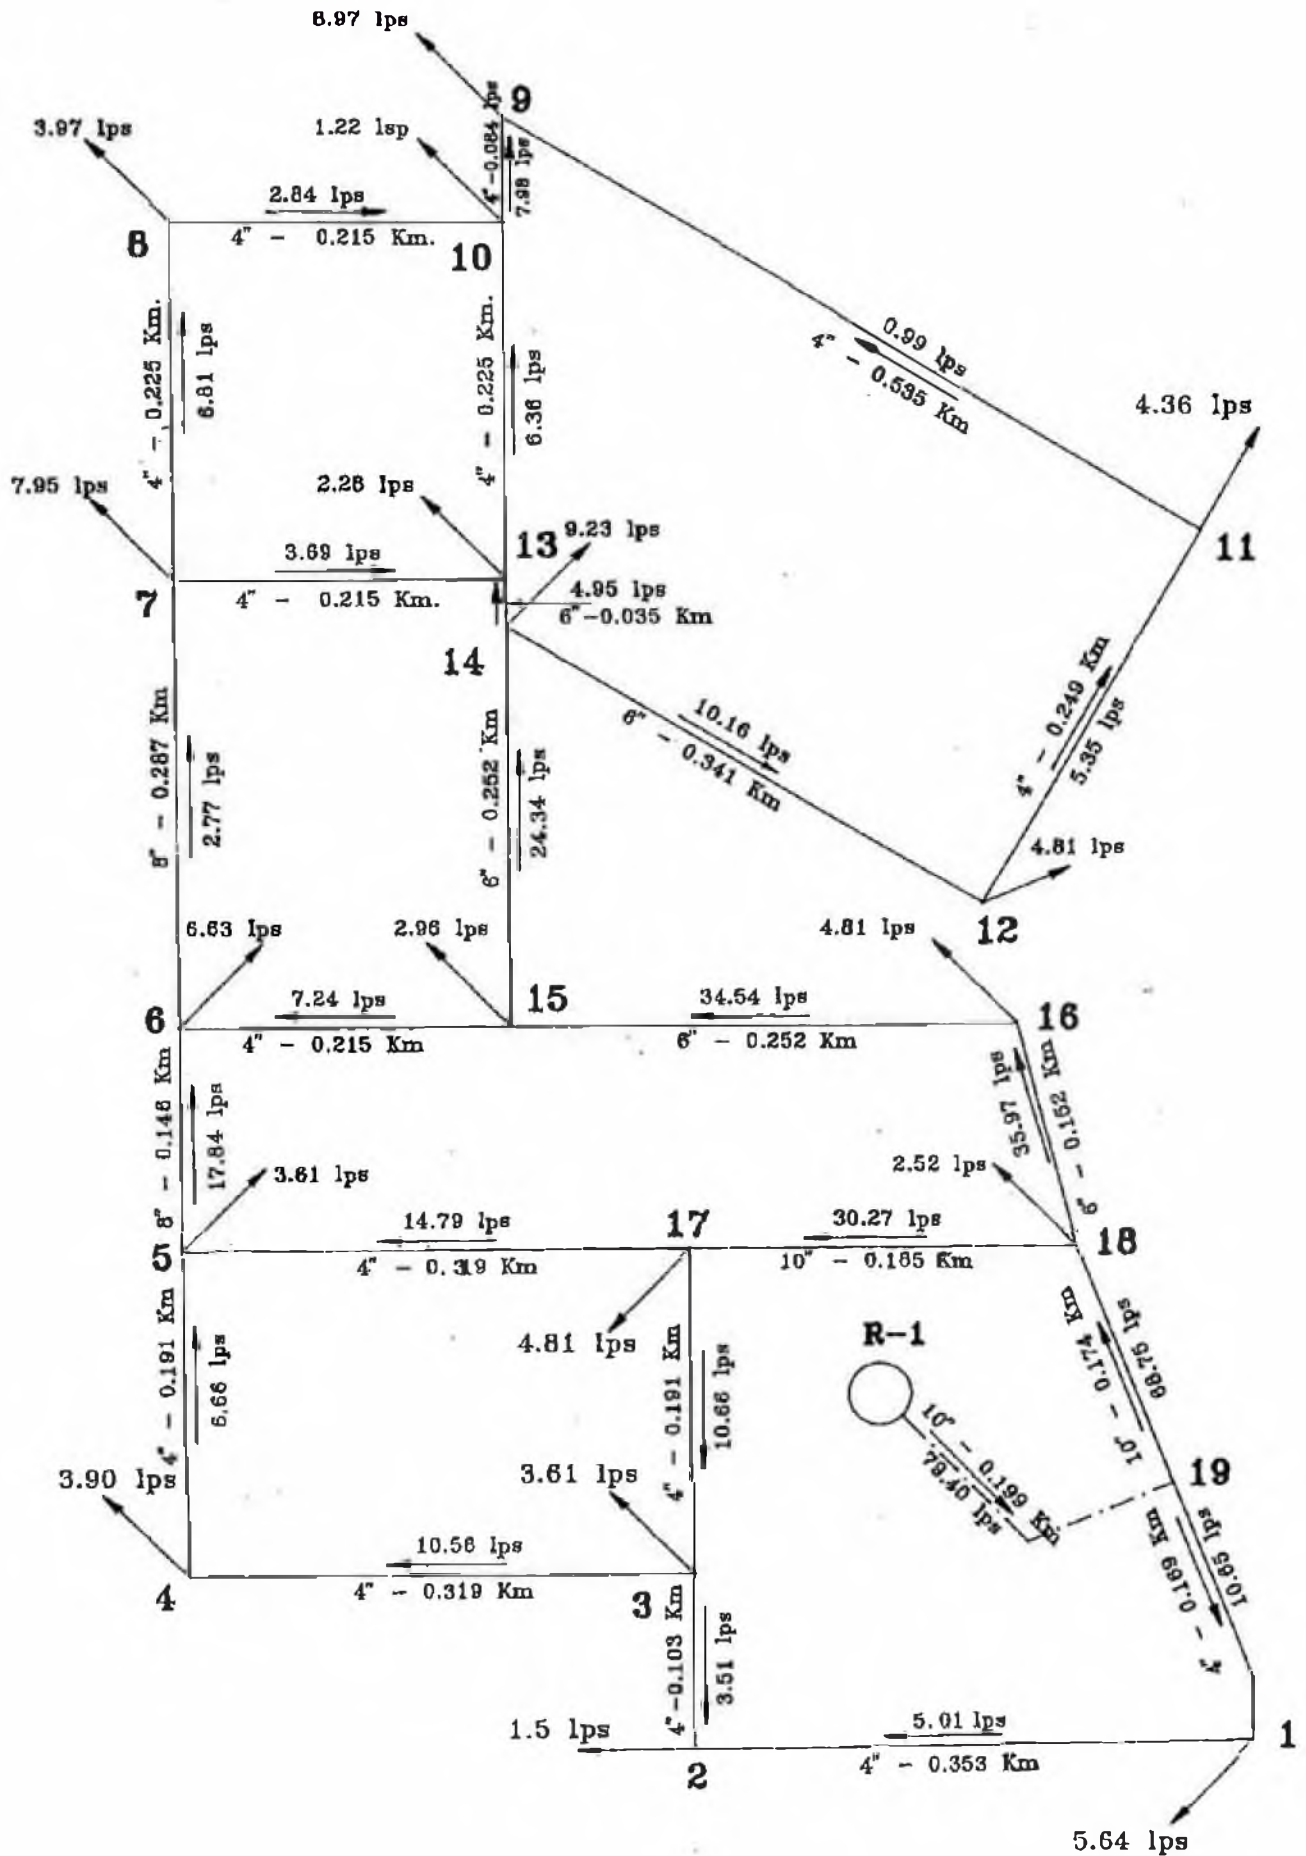 8.97 lps
9
3.97 lps
1.22 lsp
4" - 0.084 lps
7.98 lps
2.84 lps
8
4" - 0.215 Km.
10
4" - 0.225 Km.
6.81 lps
4" - 0.225 Km.
6.36 lps
0.99 lps
4" - 0.535 Km
4.36 lps
7.95 lps
2.26 lps
13
9.23 lps
11
3.69 lps
4.95 lps
7
4" - 0.215 Km.
6"-0.035 Km
14
4" - 0.249 Km
5.35 lps
10.16 lps
6" - 0.341 Km
8" - 0.287 Km
2.77 lps
6" - 0.252 Km
24.34 lps
4.81 lps
12
6.63 lps
2.96 lps
4.81 lps
6
7.24 lps
15
34.54 lps
16
4" - 0.215 Km
6" - 0.252 Km
8" - 0.146 Km
17.84 lps
35.97 lps
6" - 0.152 Km
3.61 lps
2.52 lps
14.79 lps
17
30.27 lps
18
5
4" - 0.319 Km
10" - 0.185 Km
4" - 0.191 Km
6.66 lps
4.81 lps
4" - 0.191 Km
10.66 lps
R-1
10" - 0.174 Km
68.75 lps
10" - 0.199 Km
78.40 lps
19
3.90 lps
3.61 lps
10.56 lps
4
4" - 0.319 Km
3
4" - 0.169 Km
10.65 lps
4"-0.103 Km
3.51 lps
1.5 lps
5.01 lps
1
2
4" - 0.353 Km
5.64 lps